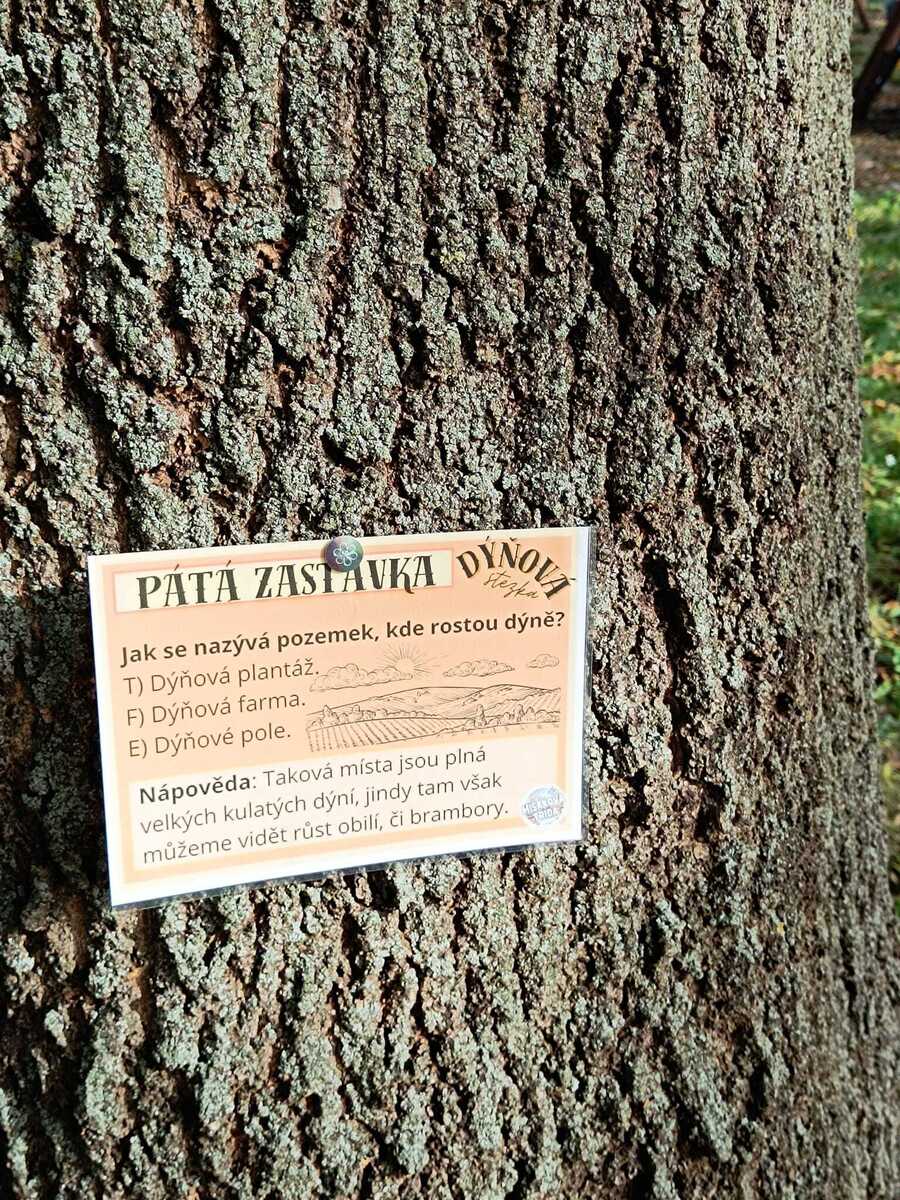 PÁTÁ ZASTÁVKA
DÝŇOVÁ
stezka
Jak se nazývá pozemek, kde rostou dýně?
T) Dýňová plantáž.
F) Dýňová farma.
E) Dýňové pole.
Nápověda: Taková místa jsou plná
velkých kulatých dýní, jindy tam však
můžeme vidět růst obilí, či brambory.